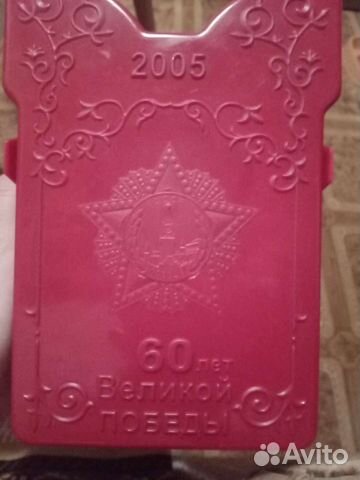 2005
60 лет
Великой
ПОБЕДЫ
Avito